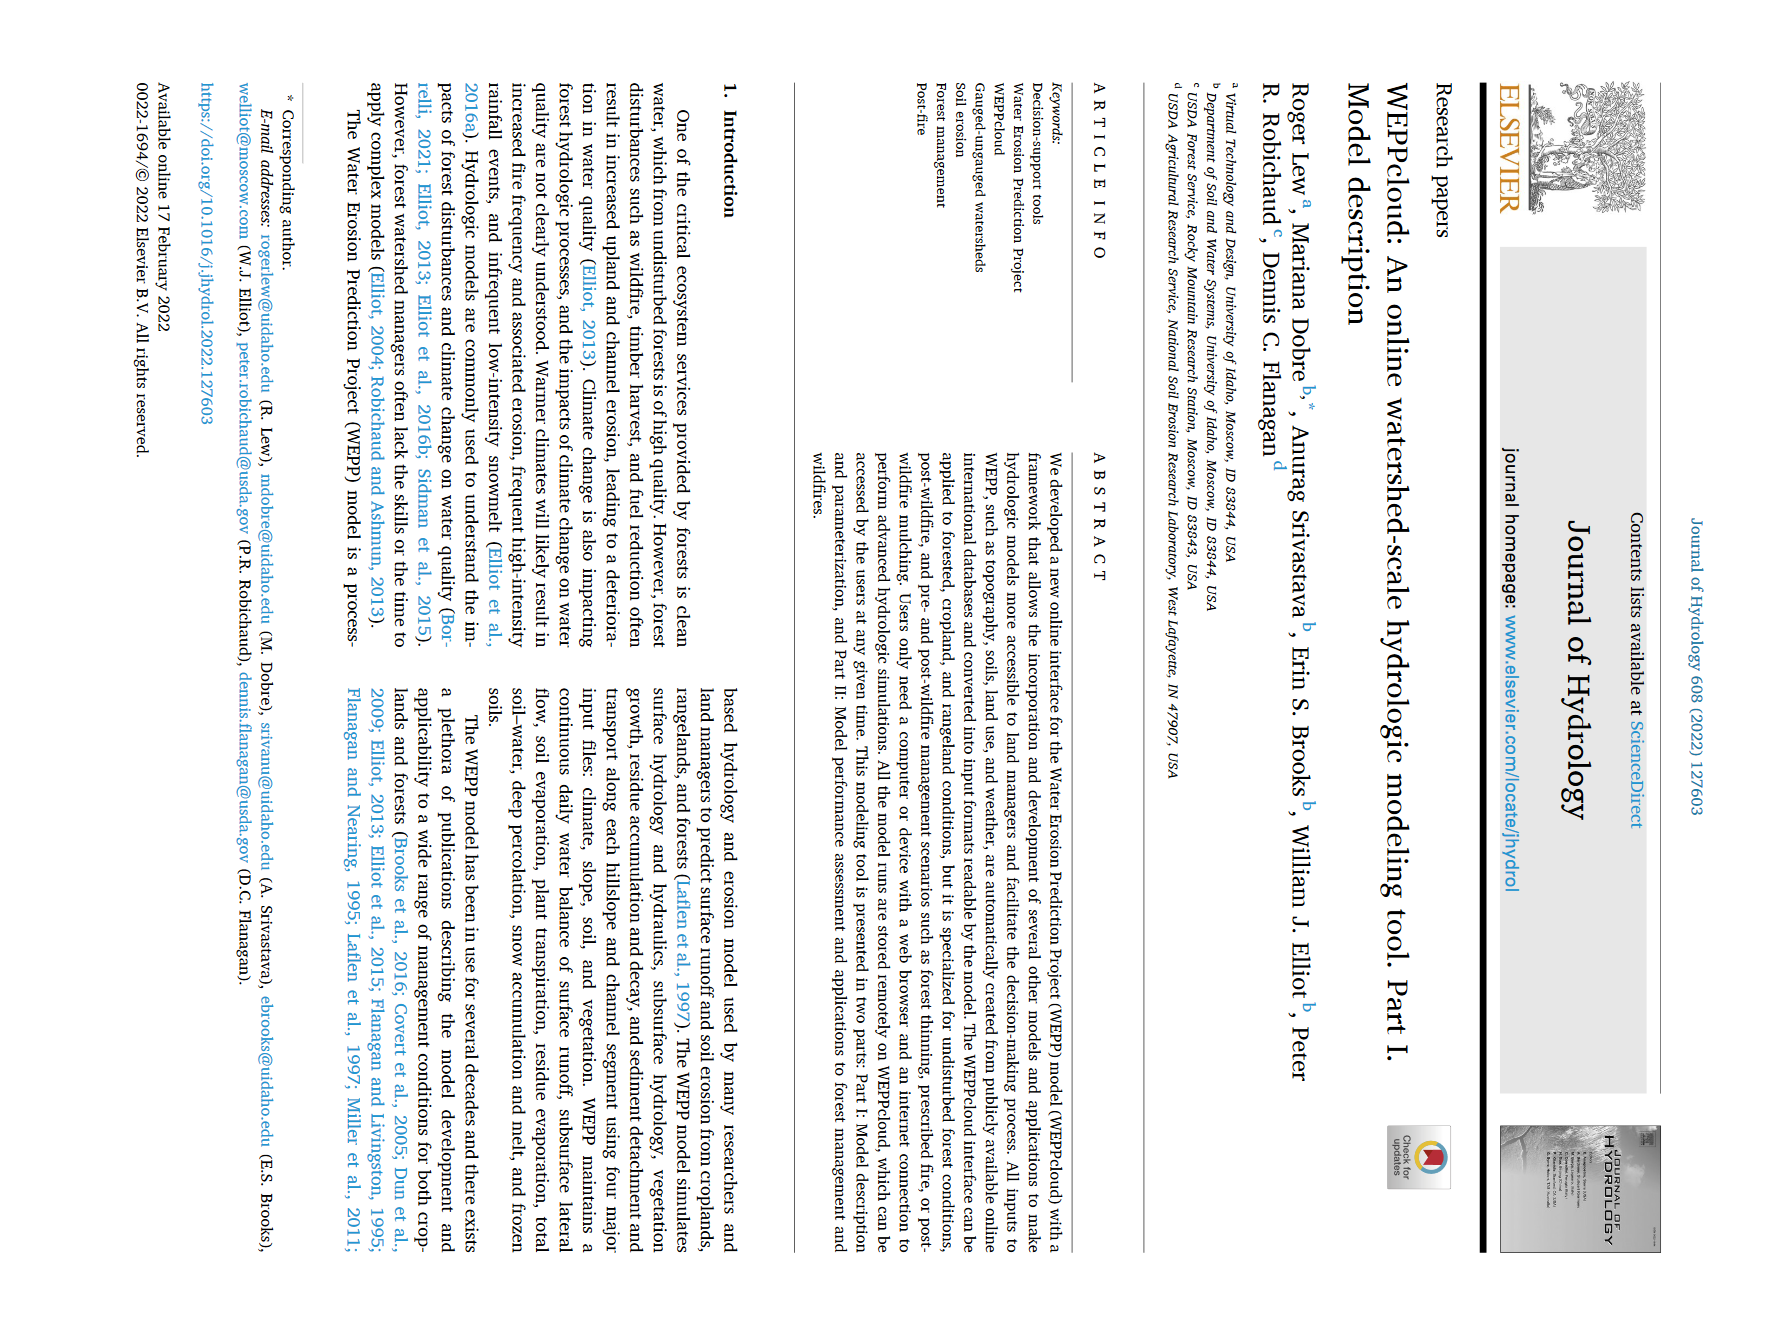 Journal of Hydrology 608 (2022) 127603
Contents lists available at ScienceDirect
Journal of Hydrology
journal homepage: www.elsevier.com/locate/jhydrol
ELSEVIER
JOURNAL OF
HYDROLOGY
Research papers
WEPPcloud: An online watershed-scale hydrologic modeling tool. Part I.
Model description
Check for
updates
Roger Lew a, Mariana Dobre b,*, Anurag Srivastava b, Erin S. Brooks b, William J. Elliot b, Peter
R. Robichaud c, Dennis C. Flanagan d
a Virtual Technology and Design, University of Idaho, Moscow, ID 83844, USA
b Department of Soil and Water Systems, University of Idaho, Moscow, ID 83844, USA
c USDA Forest Service, Rocky Mountain Research Station, Moscow, ID 83843, USA
d USDA Agricultural Research Service, National Soil Erosion Research Laboratory, West Lafayette, IN 47907, USA
ARTICLE INFO
Keywords:
Decision-support tools
Water Erosion Prediction Project
WEPPcloud
Gauged-ungauged watersheds
Soil erosion
Forest management
Post-fire
ABSTRACT
We developed a new online interface for the Water Erosion Prediction Project (WEPP) model (WEPPcloud) with a
framework that allows the incorporation and development of several other models and applications to make
hydrologic models more accessible to land managers and facilitate the decision-making process. All inputs to
WEPP, such as topography, soils, land use, and weather, are automatically created from publicly available online
international databases and converted into input formats readable by the model. The WEPPcloud interface can be
applied to forested, cropland, and rangeland conditions, but it is specialized for undisturbed forest conditions,
post-wildfire, and pre- and post-wildfire management scenarios such as forest thinning, prescribed fire, or post-
wildfire mulching. Users only need a computer or device with a web browser and an internet connection to
perform advanced hydrologic simulations. All the model runs are stored remotely on WEPPcloud, which can be
accessed by the users at any given time. This modeling tool is presented in two parts: Part I: Model description
and parameterization, and Part II: Model performance assessment and applications to forest management and
wildfires.
1. Introduction
One of the critical ecosystem services provided by forests is clean
water, which from undisturbed forests is of high quality. However, forest
disturbances such as wildfire, timber harvest, and fuel reduction often
result in increased upland and channel erosion, leading to a deteriora-
tion in water quality (Elliot, 2013). Climate change is also impacting
forest hydrologic processes, and the impacts of climate change on water
quality are not clearly understood. Warmer climates will likely result in
increased fire frequency and associated erosion, frequent high-intensity
rainfall events, and infrequent low-intensity snowmelt (Elliot et al.,
2016a). Hydrologic models are commonly used to understand the im-
pacts of forest disturbances and climate change on water quality (Bor-
relli, 2021; Elliot, 2013; Elliot et al., 2016b; Sidman et al., 2015).
However, forest watershed managers often lack the skills or the time to
apply complex models (Elliot, 2004; Robichaud and Ashmun, 2013).
The Water Erosion Prediction Project (WEPP) model is a process-
based hydrology and erosion model used by many researchers and
land managers to predict surface runoff and soil erosion from croplands,
rangelands, and forests (Laflen et al., 1997). The WEPP model simulates
surface hydrology and hydraulics, subsurface hydrology, vegetation
growth, residue accumulation and decay, and sediment detachment and
transport along each hillslope and channel segment using four major
input files: climate, slope, soil, and vegetation. WEPP maintains a
continuous daily water balance of surface runoff, subsurface lateral
flow, soil evaporation, plant transpiration, residue evaporation, total
soil–water, deep percolation, snow accumulation and melt, and frozen
soils.
The WEPP model has been in use for several decades and there exists
a plethora of publications describing the model development and
applicability to a wide range of management conditions for both crop-
lands and forests (Brooks et al., 2016; Covert et al., 2005; Dun et al.,
2009; Elliot, 2013; Elliot et al., 2015; Flanagan and Livingston, 1995;
Flanagan and Nearing, 1995; Laflen et al., 1997; Miller et al., 2011;
* Corresponding author.
E-mail addresses: rogerlew@uidaho.edu (R. Lew), mdobre@uidaho.edu (M. Dobre), srivanu@uidaho.edu (A. Srivastava), ebrooks@uidaho.edu (E.S. Brooks),
welliot@moscow.com (W.J. Elliot), peter.robichaud@usda.gov (P.R. Robichaud), dennis.flanagan@usda.gov (D.C. Flanagan).
https://doi.org/10.1016/j.jhydrol.2022.127603
Available online 17 February 2022
0022-1694/© 2022 Elsevier B.V. All rights reserved.